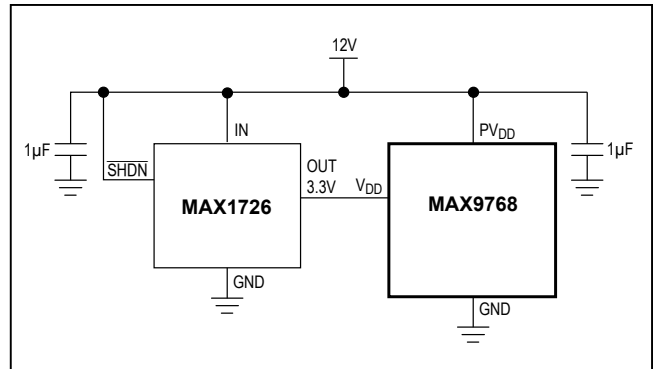 12V
IN
PVDD
1µF
SHDN
OUT
3.3V
VDD
1µF
MAX1726
MAX9768
GND
GND